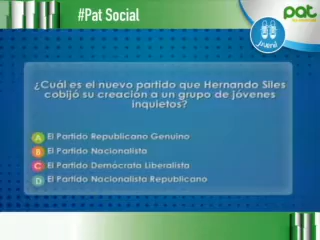 #Pat Social
pat
Juvenil
¿Cuál es el nuevo partido que Hernando Siles
cobijó su creación a un grupo de jóvenes
inquietos?
A El Partido Republicano Genuino
B El Partido Nacionalista
C El Partido Demócrata Liberalista
D El Partido Nacionalista Republicano